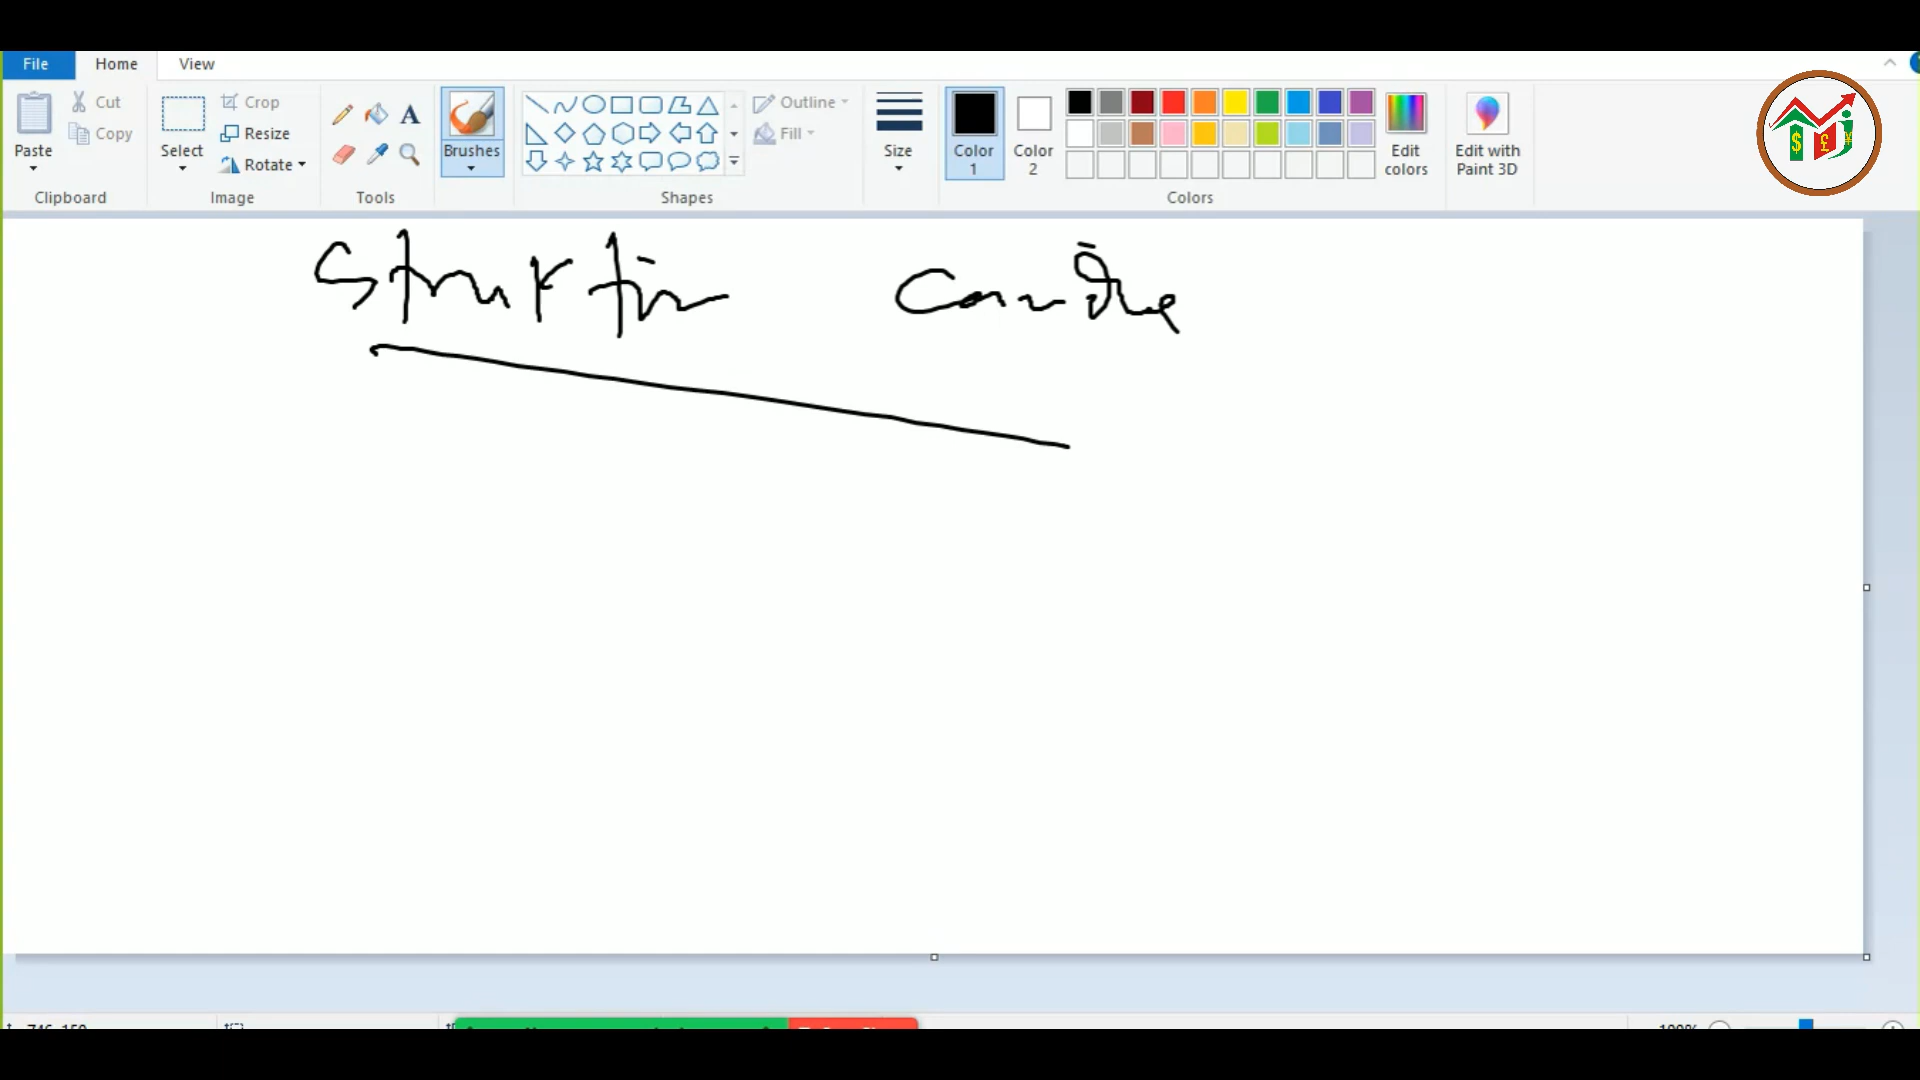 File Home View
Cut Crop Outline
Copy Resize Fill
Paste Select Rotate Brushes Size Color 1 Color 2 Edit colors Edit with Paint 3D
Clipboard Image Tools Shapes Colors
Candle
100%